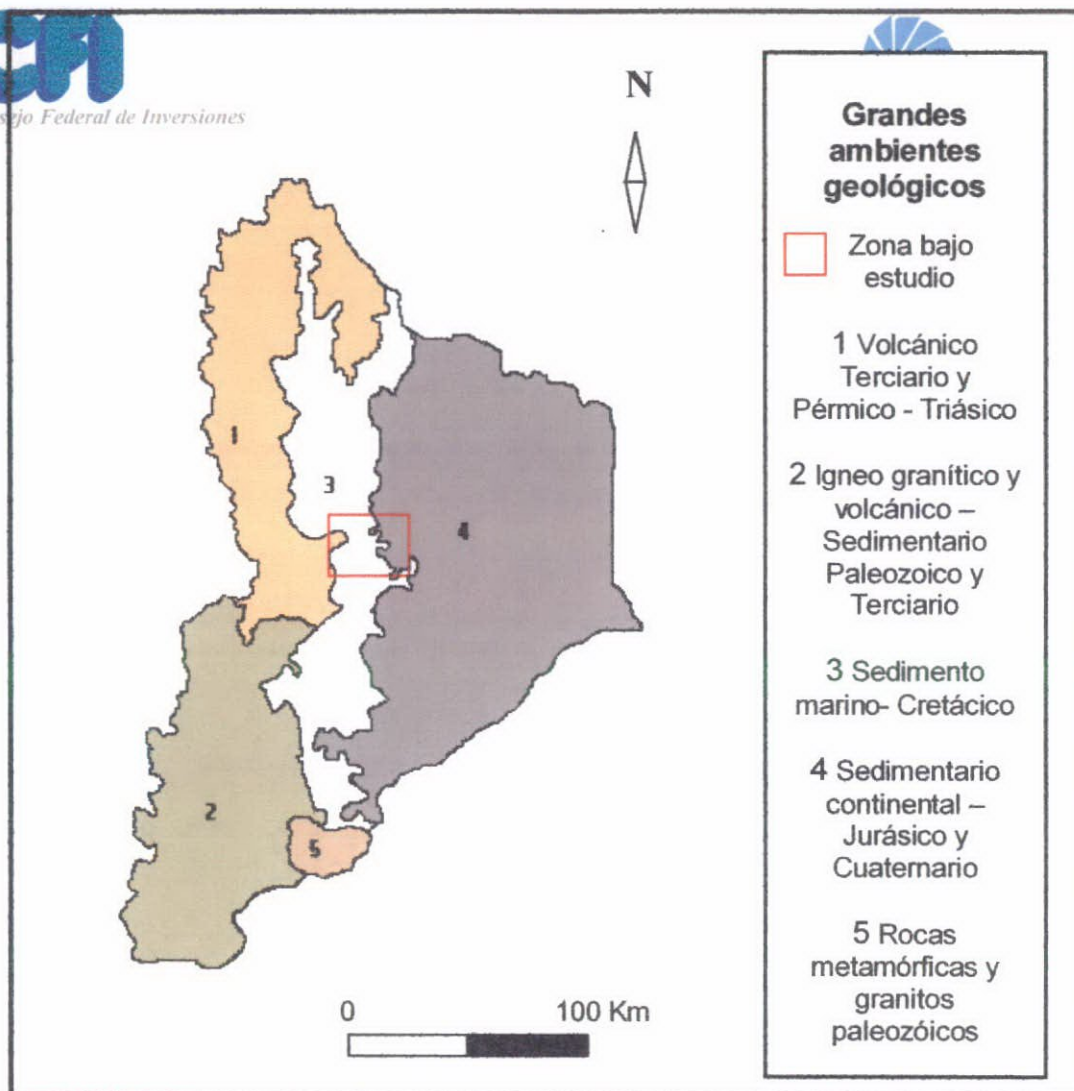 CFI
Federal de Inversiones
N
Grandes
ambientes
geológicos
Zona bajo
estudio
1 Volcánico
Terciario y
Pérmico - Triásico
2 Igneo granítico y
volcánico –
Sedimentario
Paleozoico y
Terciario
3 Sedimento
marino- Cretácico
4 Sedimentario
continental –
Jurásico y
Cuaternario
5 Rocas
metamórficas y
granitos
paleozóicos
1
3
4
2
5
0 100 Km